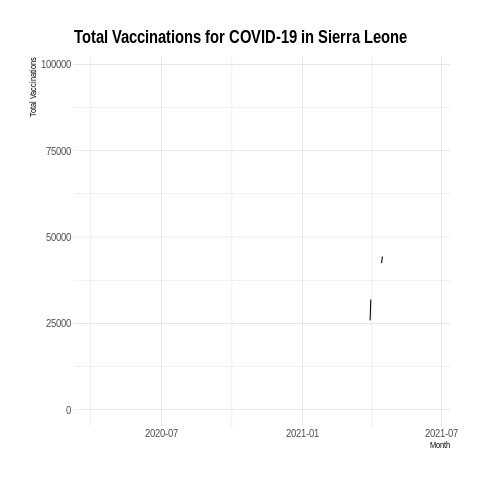 Total Vaccinations for COVID-19 in Sierra Leone
Total Vaccinations
100000
75000
50000
25000
0
2020-07
2021-01
2021-07
Month